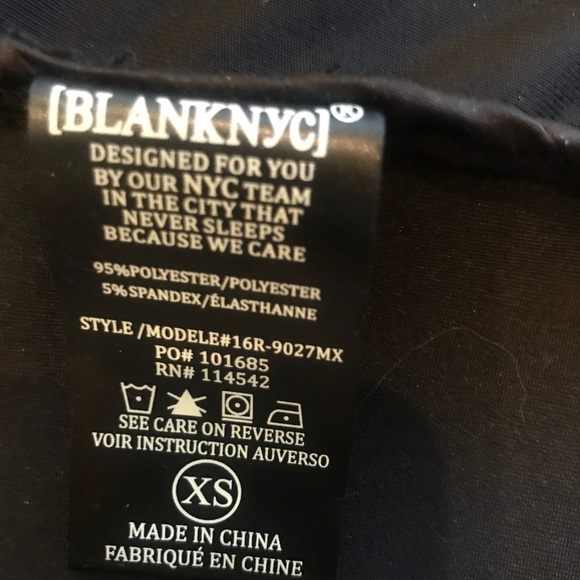 [BLANKNYC]®
DESIGNED FOR YOU
BY OUR NYC TEAM
IN THE CITY THAT
NEVER SLEEPS
BECAUSE WE CARE
95%POLYESTER/POLYESTER
5%SPANDEX/ÉLASTHANNE
STYLE /MODELE#16R-9027MX
PO# 101685
RN# 114542
SEE CARE ON REVERSE
VOIR INSTRUCTION AUVERSO
XS
MADE IN CHINA
FABRIQUÉ EN CHINE